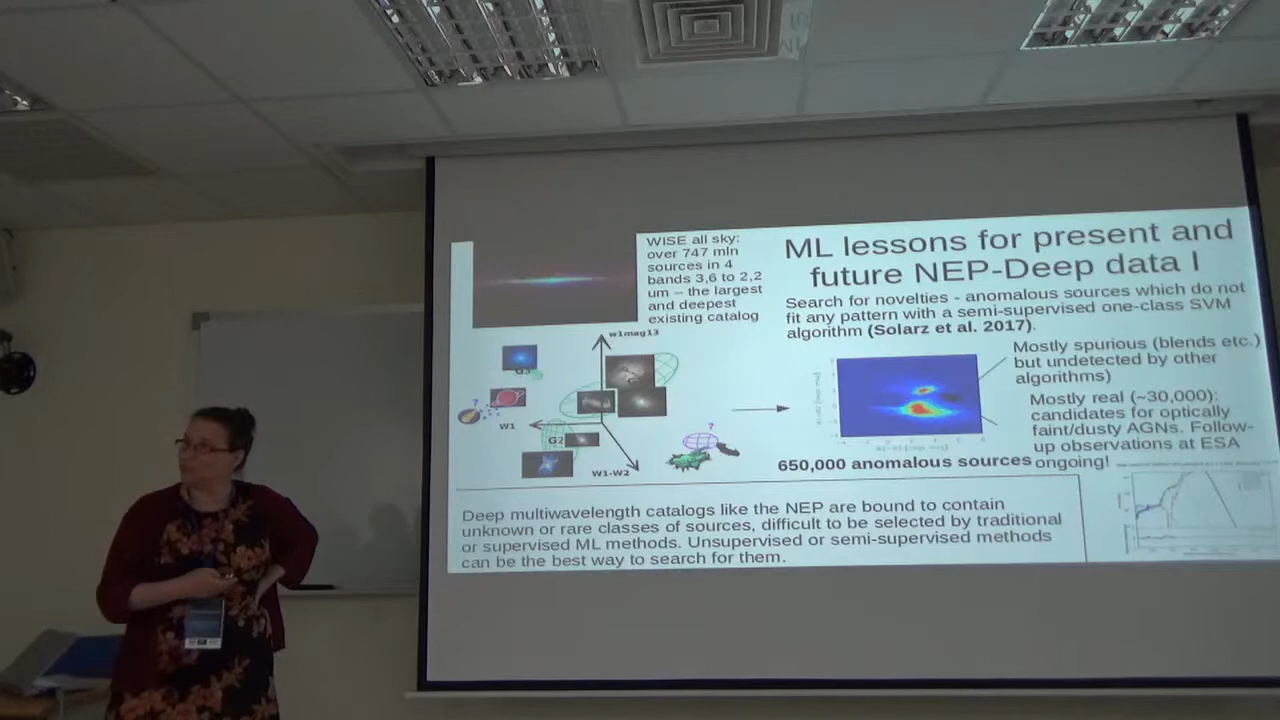 WISE all sky:
over 747 mln
sources in 4
bands 3,6 to 2,2
um – the largest
and deepest
existing catalog
ML lessons for present and
future NEP-Deep data I
Search for novelties - anomalous sources which do not
fit any pattern with a semi-supervised one-class SVM
algorithm (Solarz et al. 2017).
w1mag13
G3
?
W1
G2
W1-W2
?
Mostly spurious (blends etc.)
but undetected by other
algorithms)
Mostly real (~30,000):
candidates for optically
faint/dusty AGNs. Follow-
up observations at ESA
ongoing!
650,000 anomalous sources
Deep multiwavelength catalogs like the NEP are bound to contain
unknown or rare classes of sources, difficult to be selected by traditional
or supervised ML methods. Unsupervised or semi-supervised methods
can be the best way to search for them.